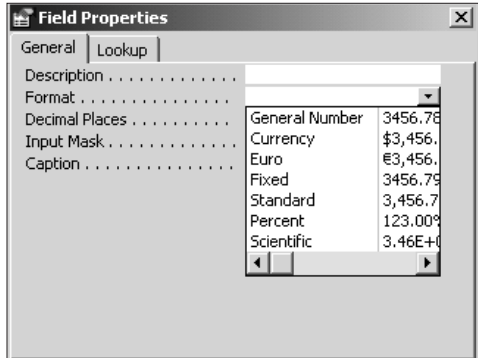 Field Properties
General Lookup
Description . . . . . . . . . . . . .
Format . . . . . . . . . . . . . . .
Decimal Places . . . . . . . . . .
Input Mask . . . . . . . . . . . . .
Caption . . . . . . . . . . . . . . .
General Number 3456.78
Currency $3,456.
Euro €3,456.
Fixed 3456.79
Standard 3,456.7
Percent 123.00%
Scientific 3.46E+0